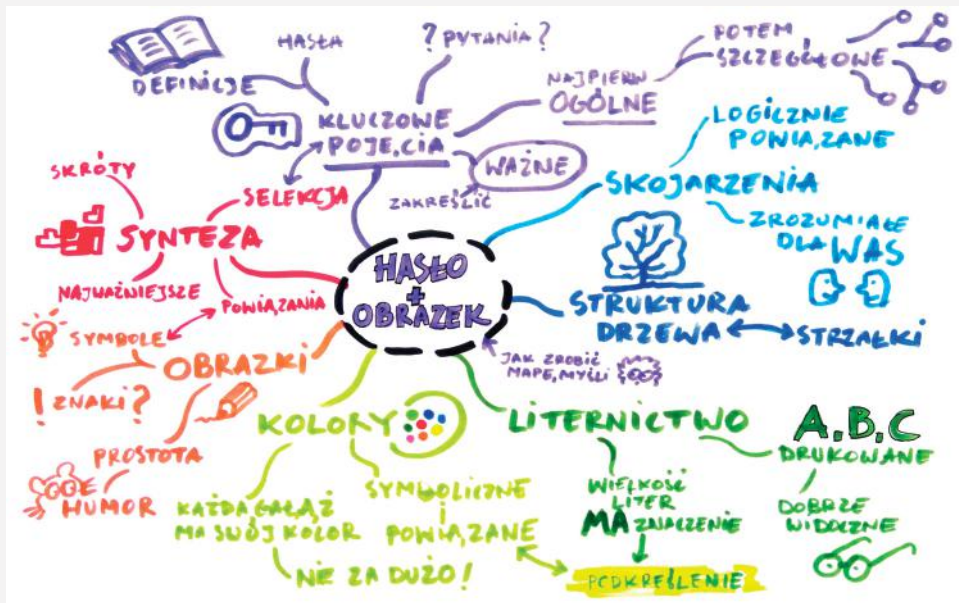 HASŁA
? PYTANIA?
DEFINICJE
KLUCZOWE
POJĘCIA
NAJPIERW
OGÓLNE
POTEM
SZCZEGÓŁOWE
WAŻNE
ZAKREŚLIĆ
LOGICZNIE
POWIĄZANE
SKOJARZENIA
ZROZUMIAŁE
DLA WAS
SKRÓTY
SELEKCJA
SYNTEZA
NAJWAŻNIEJSZE
POWIĄZANIA
HASŁO
+
OBRAZEK
STRUKTURA
DRZEWA
STRZAŁKI
JAK ZROBIĆ
MAPĘ MYŚLI
SYMBOLE
OBRAZKI
! ZNAKI?
PROSTOTA
HUMOR
KOLORY
KAŻDA GAŁĄŹ
MA SWÓJ KOLOR
NIE ZA DUŻO!
SYMBOLICZNE
i
POWIĄZANE
LITERNICTWO
WIELKOŚĆ
LITER
MA ZNACZENIE
PODKREŚLENIE
A, B, C
DRUKOWANE
DOBRZE
WIDOCZNE